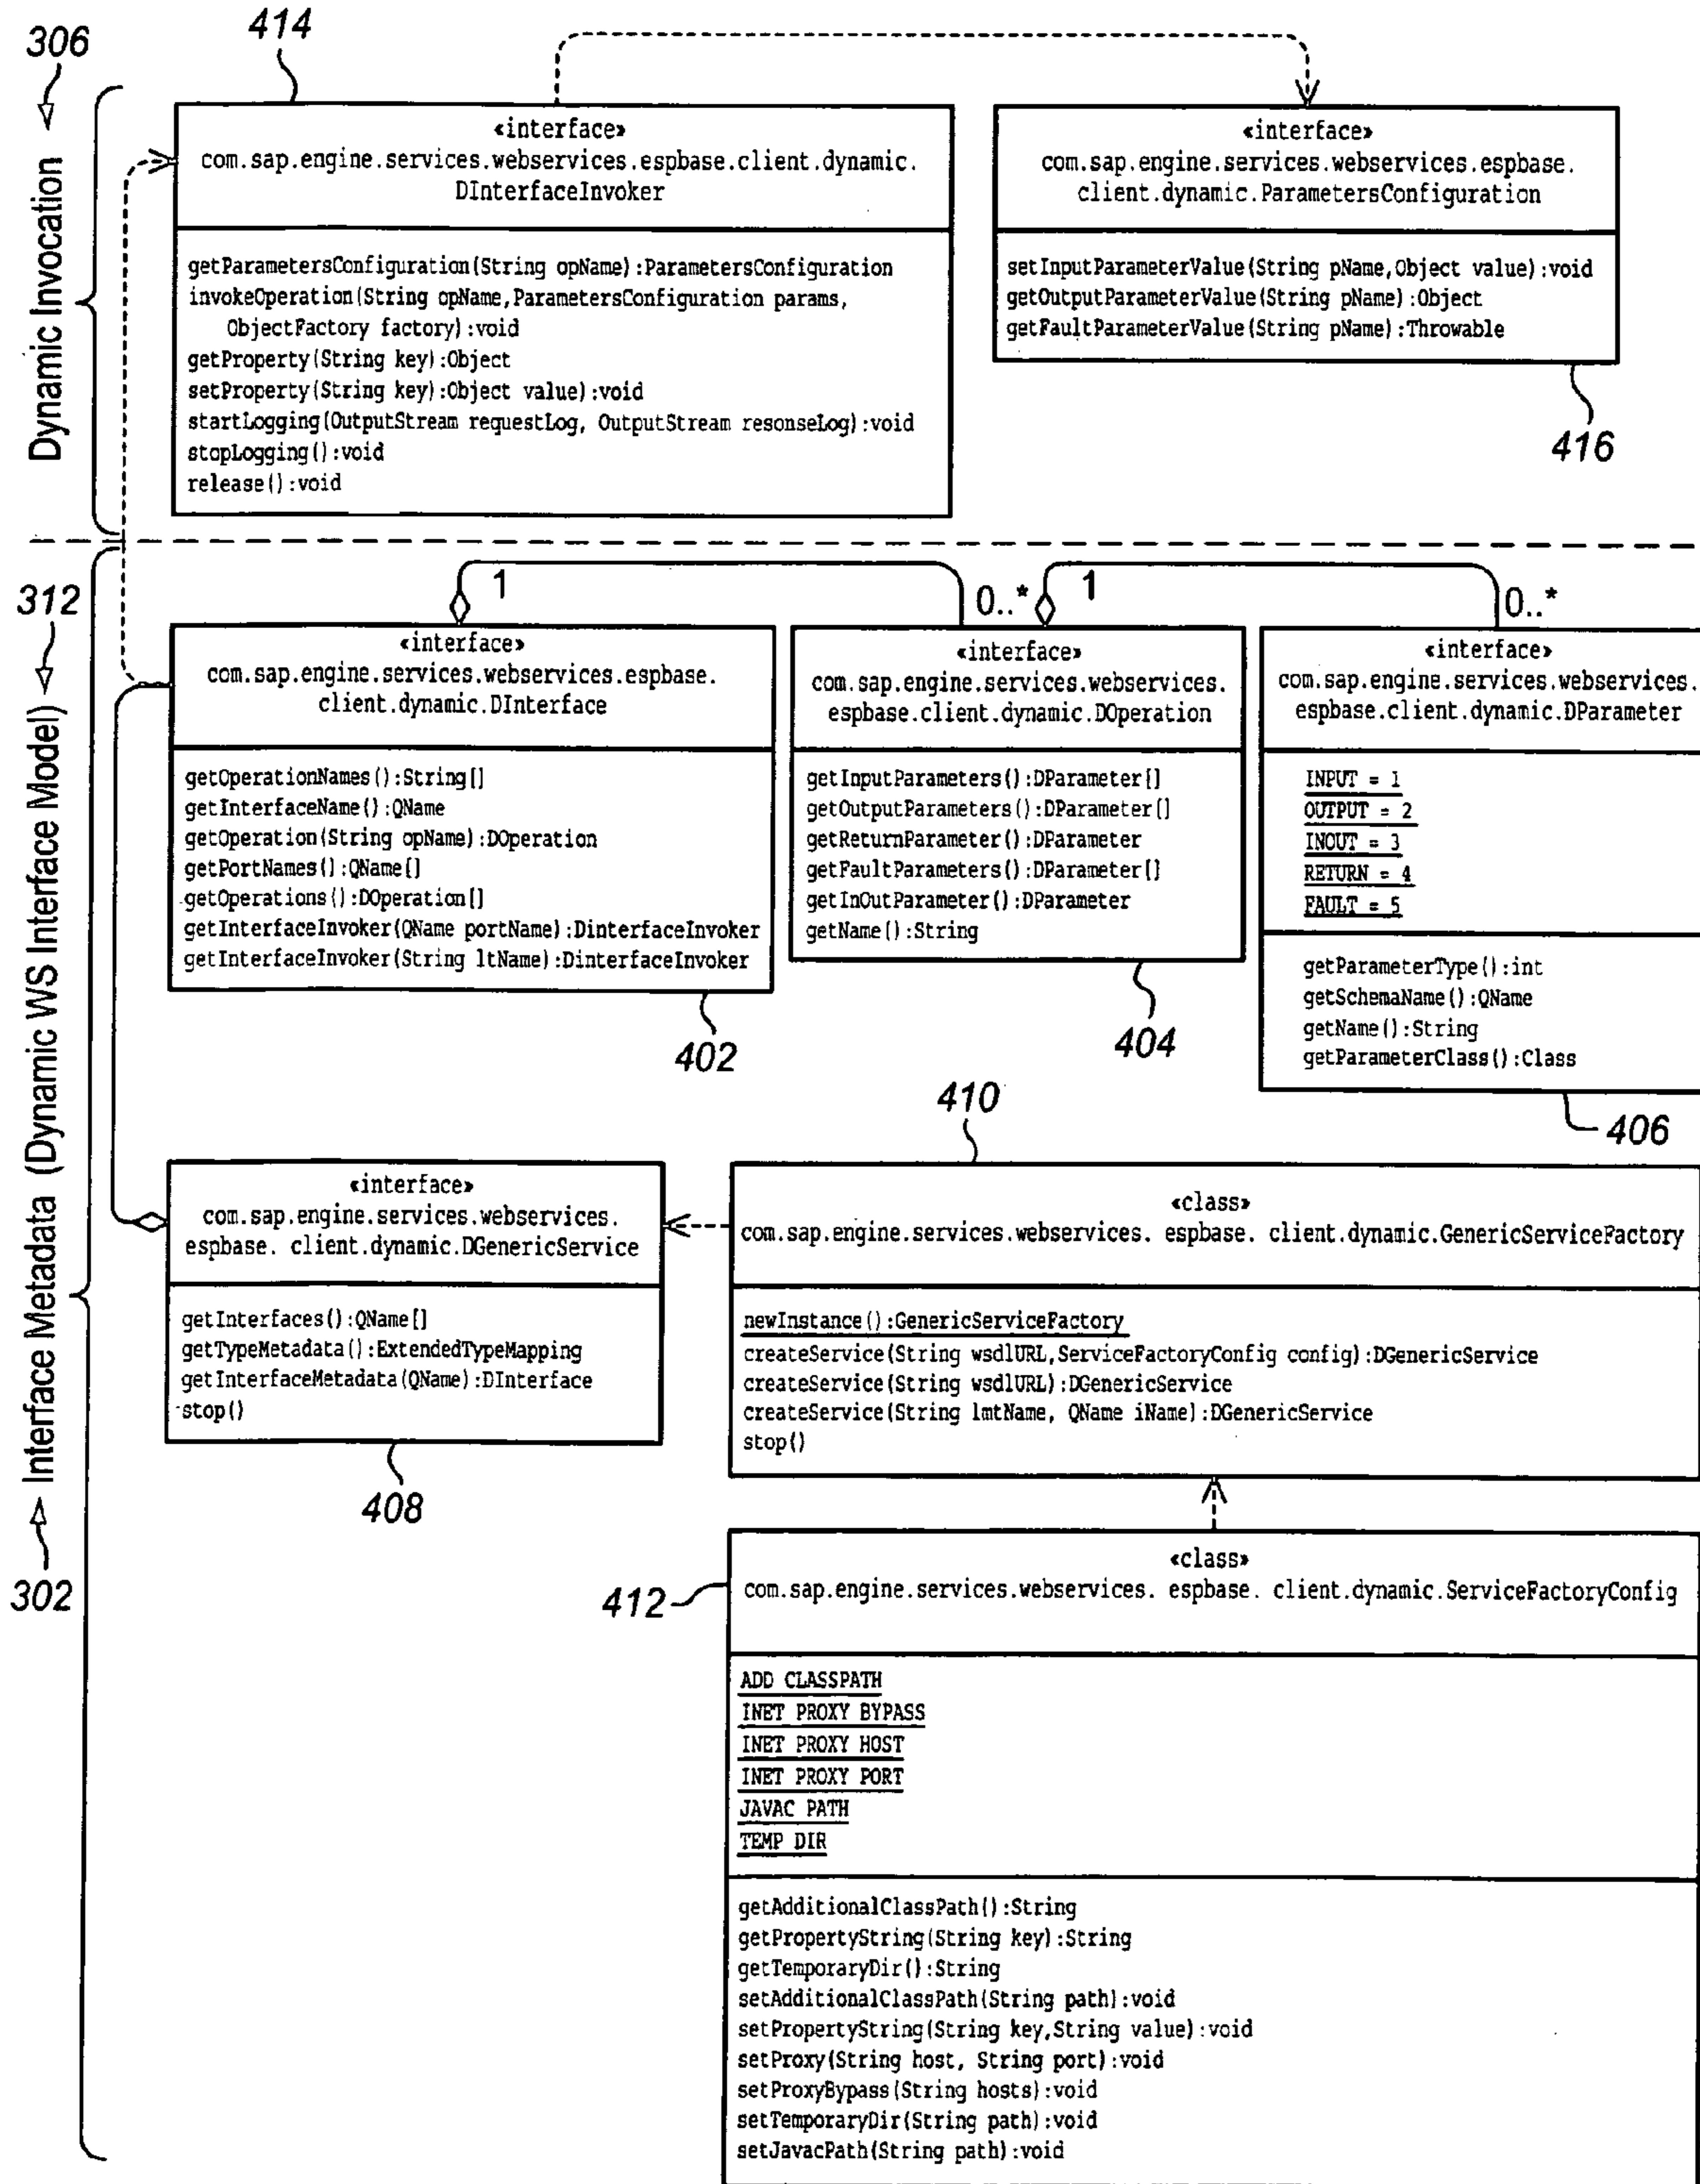 306
414
Dynamic Invocation
«interface»
com.sap.engine.services.webservices.espbase.client.dynamic.
DInterfaceInvoker
getParametersConfiguration(String opName):ParametersConfiguration
invokeOperation(String opName,ParametersConfiguration params,
ObjectFactory factory):void
getProperty(String key):Object
setProperty(String key):Object value):void
startLogging(OutputStream requestLog, OutputStream resonseLog):void
stopLogging():void
release():void
«interface»
com.sap.engine.services.webservices.espbase.
client.dynamic.ParametersConfiguration
setInputParameterValue(String pName,Object value):void
getOutputParameterValue(String pName):Object
getFaultParameterValue(String pName):Throwable
416
312
Interface Metadata (Dynamic WS Interface Model)
302
1
0..*
1
0..*
«interface»
com.sap.engine.services.webservices.espbase.
client.dynamic.DInterface
getOperationNames():String[]
getInterfaceName():QName
getOperation(String opName):DOperation
getPortNames():QName[]
getOperations():DOperation[]
getInterfaceInvoker(QName portName):DinterfaceInvoker
getInterfaceInvoker(String ltName):DinterfaceInvoker
402
«interface»
com.sap.engine.services.webservices.
espbase.client.dynamic.DOperation
getInputParameters():DParameter[]
getOutputParameters():DParameter[]
getReturnParameter():DParameter
getFaultParameters():DParameter[]
getInOutParameter():DParameter
getName():String
404
«interface»
com.sap.engine.services.webservices.
espbase.client.dynamic.DParameter
INPUT = 1
OUTPUT = 2
INOUT = 3
RETURN = 4
FAULT = 5
getParameterType():int
getSchemaName():QName
getName():String
getParameterClass():Class
406
«interface»
com.sap.engine.services.webservices.
espbase. client.dynamic.DGenericService
getInterfaces():QName[]
getTypeMetadata():ExtendedTypeMapping
getInterfaceMetadata(QName):DInterface
stop()
408
410
«class»
com.sap.engine.services.webservices. espbase. client.dynamic.GenericServiceFactory
newInstance():GenericServiceFactory
createService(String wsdlURL,ServiceFactoryConfig config):DGenericService
createService(String wsdlURL):DGenericService
createService(String lmtName, QName iName):DGenericService
stop()
412
«class»
com.sap.engine.services.webservices. espbase. client.dynamic.ServiceFactoryConfig
ADD CLASSPATH
INET PROXY BYPASS
INET PROXY HOST
INET PROXY PORT
JAVAC PATH
TEMP DIR
getAdditionalClassPath():String
getPropertyString(String key):String
getTemporaryDir():String
setAdditionalClassPath(String path):void
setPropertyString(String key,String value):void
setProxy(String host, String port):void
setProxyBypass(String hosts):void
setTemporaryDir(String path):void
setJavacPath(String path):void